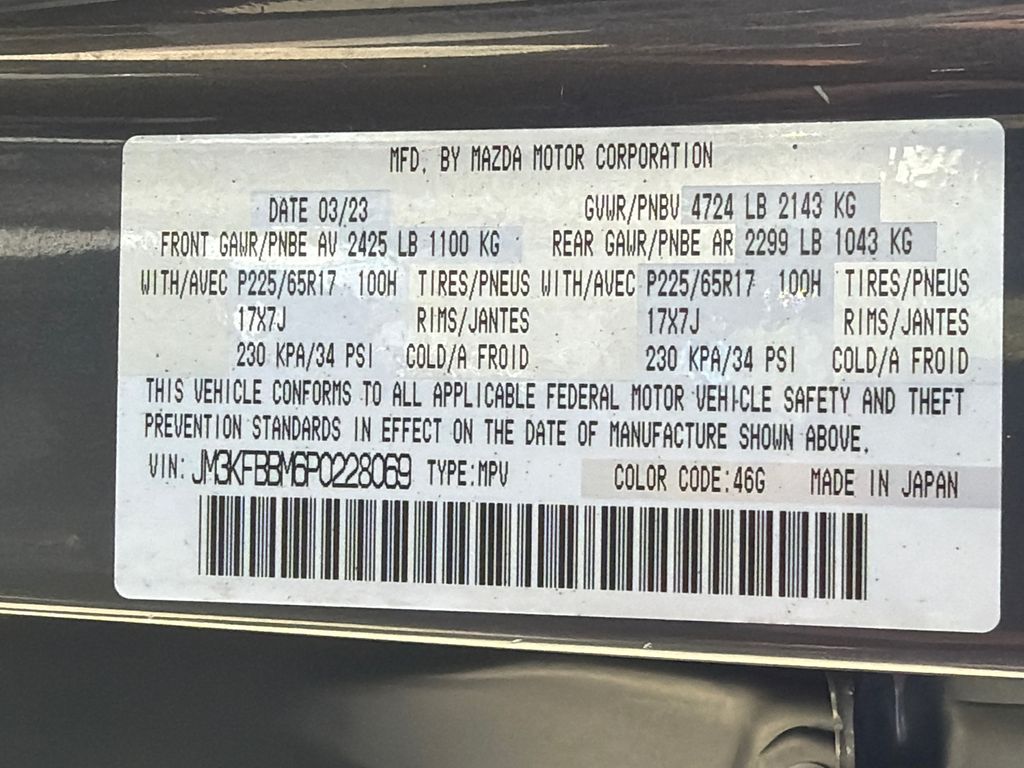 MFD. BY MAZDA MOTOR CORPORATION
DATE 03/23 GVWR/PNBV 4724 LB 2143 KG
FRONT GAWR/PNBE AV 2425 LB 1100 KG REAR GAWR/PNBE AR 2299 LB 1043 KG
WITH/AVEC P225/65R17 100H TIRES/PNEUS WITH/AVEC P225/65R17 100H TIRES/PNEUS
17X7J RIMS/JANTES 17X7J RIMS/JANTES
230 KPA/34 PSI COLD/A FROID 230 KPA/34 PSI COLD/A FROID
THIS VEHICLE CONFORMS TO ALL APPLICABLE FEDERAL MOTOR VEHICLE SAFETY AND THEFT
PREVENTION STANDARDS IN EFFECT ON THE DATE OF MANUFACTURE SHOWN ABOVE.
VIN: JM3KFBBM6P0228069 TYPE:MPV COLOR CODE:46G MADE IN JAPAN